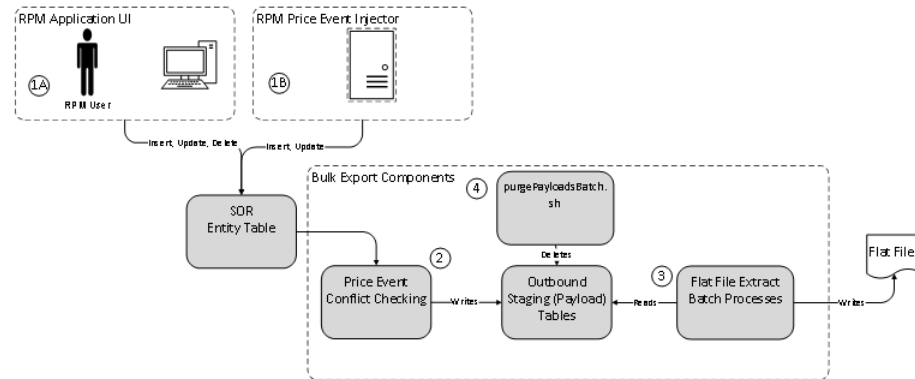 RPM Application UI
RPM Price Event Injector
1A
1B
RPM User
Insert, Update, Delete
Insert, Update
Bulk Export Components
4
purgePayloadsBatch.
sh
SOR
Entity Table
Deletes
Flat File
2
Price Event
Conflict Checking
Writes
Outbound
Staging (Payload)
Tables
Reads
3
Flat File Extract
Batch Processes
Writes